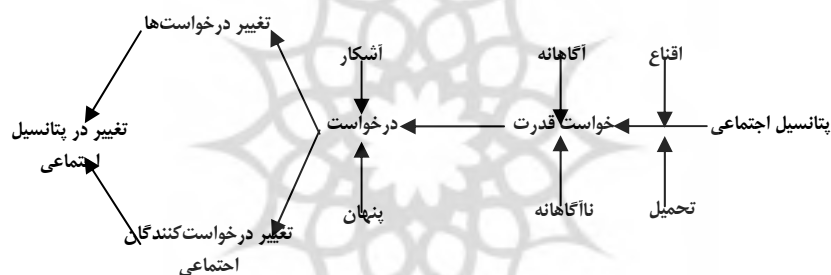 تغییر درخواست‌ها
آشکار
آگاهانه
اقناع
پتانسیل اجتماعی
خواست قدرت
درخواست
تغییر در پتانسیل
اجتماعی
پنهان
ناآگاهانه
تحمیل
تغییر درخواست‌کنندگان
اجتماعی